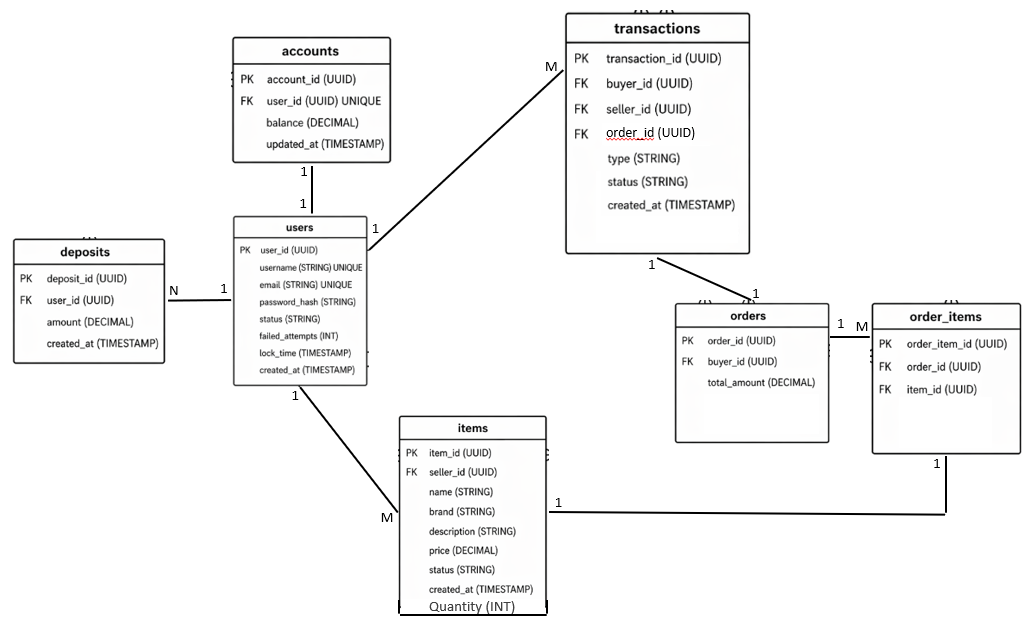 accounts
PK account_id (UUID)
FK user_id (UUID) UNIQUE
balance (DECIMAL)
updated_at (TIMESTAMP)
transactions
PK transaction_id (UUID)
FK buyer_id (UUID)
FK seller_id (UUID)
FK order_id (UUID)
type (STRING)
status (STRING)
created_at (TIMESTAMP)
M
1
1
1
deposits
PK deposit_id (UUID)
FK user_id (UUID)
amount (DECIMAL)
created_at (TIMESTAMP)
N
1
users
PK user_id (UUID)
username (STRING) UNIQUE
email (STRING) UNIQUE
password_hash (STRING)
status (STRING)
failed_attempts (INT)
lock_time (TIMESTAMP)
created_at (TIMESTAMP)
1
1
1
orders
PK order_id (UUID)
FK buyer_id (UUID)
total_amount (DECIMAL)
1
M
order_items
PK order_item_id (UUID)
FK order_id (UUID)
FK item_id (UUID)
1
M
items
PK item_id (UUID)
FK seller_id (UUID)
name (STRING)
brand (STRING)
description (STRING)
price (DECIMAL)
status (STRING)
created_at (TIMESTAMP)
Quantity (INT)
1
1